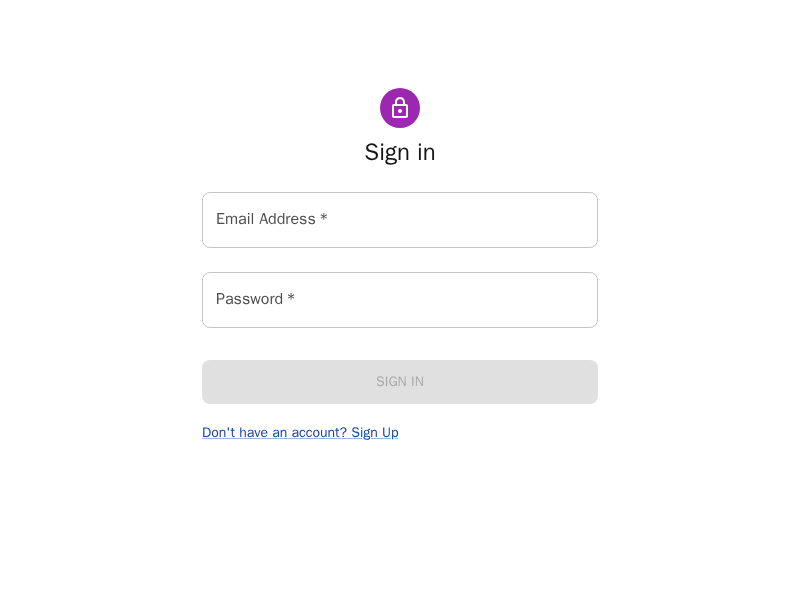 Sign in
Email Address *
Password *
SIGN IN
Don't have an account? Sign Up